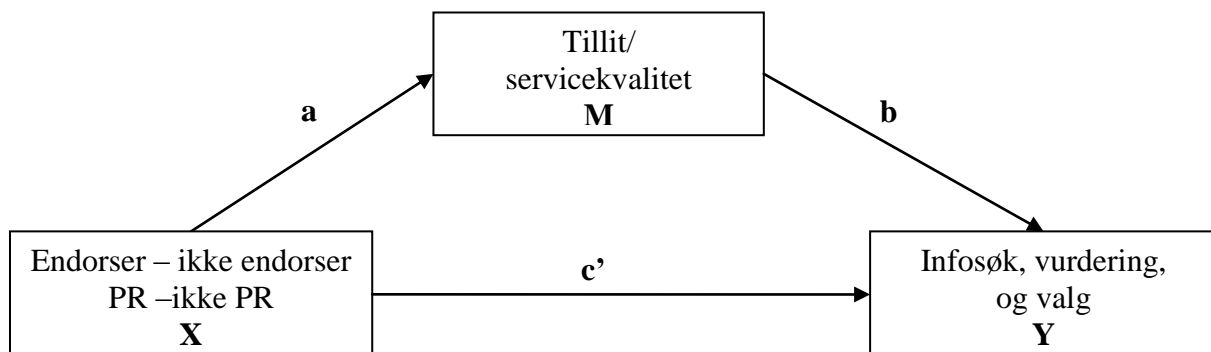 Tillit/
servicekvalitet
M
a
b
Endorser – ikke endorser
PR –ikke PR
X
c’
Infosøk, vurdering,
og valg
Y